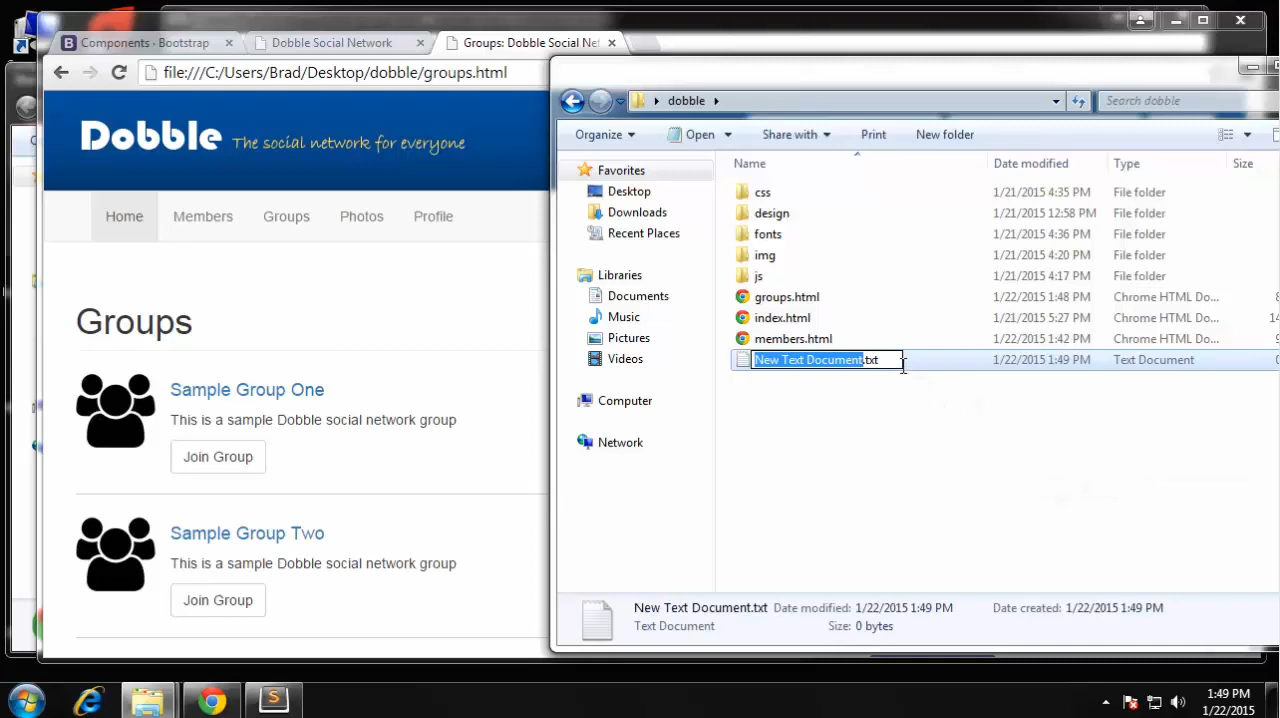 Components · Bootstrap
Dobble Social Network
Groups: Dobble Social Net
file:///C:/Users/Brad/Desktop/dobble/groups.html
Dobble The social network for everyone
Home Members Groups Photos Profile
Groups
Sample Group One
This is a sample Dobble social network group
Join Group
Sample Group Two
This is a sample Dobble social network group
Join Group
dobble
Search dobble
Organize Open Share with Print New folder
Name Date modified Type Size
Favorites
Desktop
Downloads
Recent Places
Libraries
Documents
Music
Pictures
Videos
Computer
Network
css 1/21/2015 4:35 PM File folder
design 1/21/2015 12:58 PM File folder
fonts 1/21/2015 4:36 PM File folder
img 1/21/2015 4:20 PM File folder
js 1/21/2015 4:17 PM File folder
groups.html 1/22/2015 1:48 PM Chrome HTML Do...
index.html 1/21/2015 5:27 PM Chrome HTML Do...
members.html 1/22/2015 1:42 PM Chrome HTML Do...
New Text Document.txt 1/22/2015 1:49 PM Text Document
New Text Document.txt Date modified: 1/22/2015 1:49 PM Date created: 1/22/2015 1:49 PM
Text Document Size: 0 bytes
1:49 PM
1/22/2015